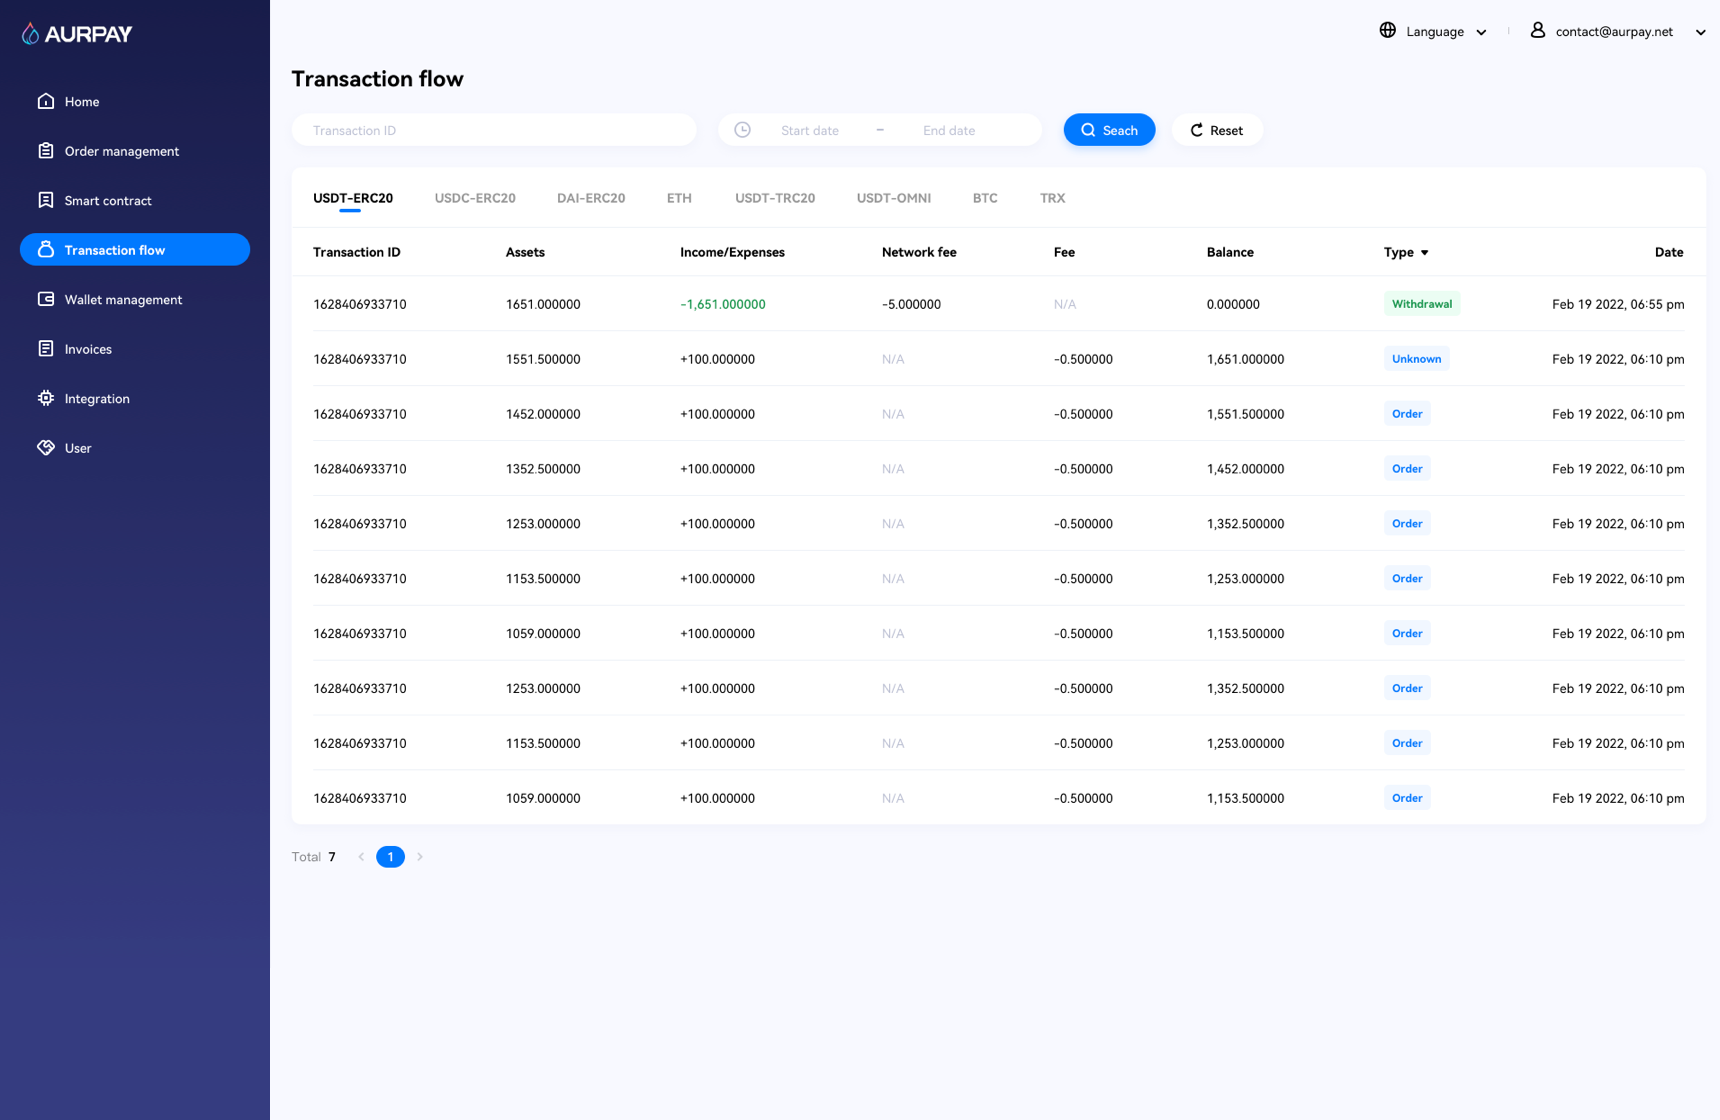 AURPAY
Language
contact@aurpay.net
Home
Order management
Smart contract
Transaction flow
Wallet management
Invoices
Integration
User
Transaction flow
Transaction ID
Start date – End date
Seach
Reset
USDT-ERC20 USDC-ERC20 DAI-ERC20 ETH USDT-TRC20 USDT-OMNI BTC TRX
Transaction ID Assets Income/Expenses Network fee Fee Balance Type Date
1628406933710 1651.000000 -1,651.000000 -5.000000 N/A 0.000000 Withdrawal Feb 19 2022, 06:55 pm
1628406933710 1551.500000 +100.000000 N/A -0.500000 1,651.000000 Unknown Feb 19 2022, 06:10 pm
1628406933710 1452.000000 +100.000000 N/A -0.500000 1,551.500000 Order Feb 19 2022, 06:10 pm
1628406933710 1352.500000 +100.000000 N/A -0.500000 1,452.000000 Order Feb 19 2022, 06:10 pm
1628406933710 1253.000000 +100.000000 N/A -0.500000 1,352.500000 Order Feb 19 2022, 06:10 pm
1628406933710 1153.500000 +100.000000 N/A -0.500000 1,253.000000 Order Feb 19 2022, 06:10 pm
1628406933710 1059.000000 +100.000000 N/A -0.500000 1,153.500000 Order Feb 19 2022, 06:10 pm
1628406933710 1253.000000 +100.000000 N/A -0.500000 1,352.500000 Order Feb 19 2022, 06:10 pm
1628406933710 1153.500000 +100.000000 N/A -0.500000 1,253.000000 Order Feb 19 2022, 06:10 pm
1628406933710 1059.000000 +100.000000 N/A -0.500000 1,153.500000 Order Feb 19 2022, 06:10 pm
Total 7 < 1 >